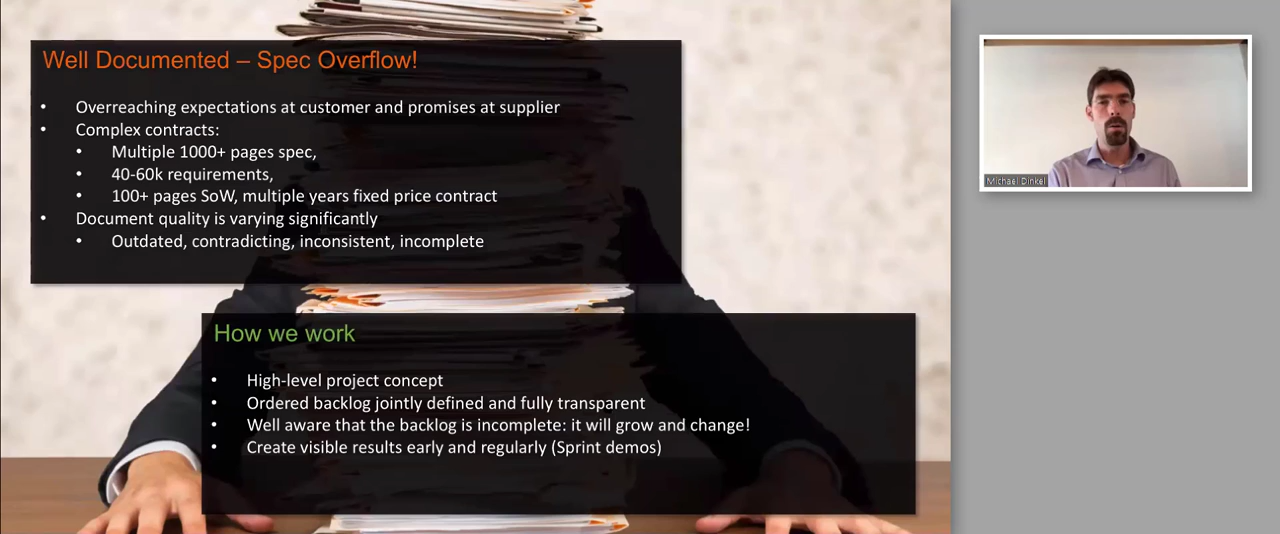 Well Documented – Spec Overflow!
• Overreaching expectations at customer and promises at supplier
• Complex contracts:
• Multiple 1000+ pages spec,
• 40-60k requirements,
• 100+ pages SoW, multiple years fixed price contract
• Document quality is varying significantly
• Outdated, contradicting, inconsistent, incomplete
How we work
• High-level project concept
• Ordered backlog jointly defined and fully transparent
• Well aware that the backlog is incomplete: it will grow and change!
• Create visible results early and regularly (Sprint demos)
Michael Dinkel